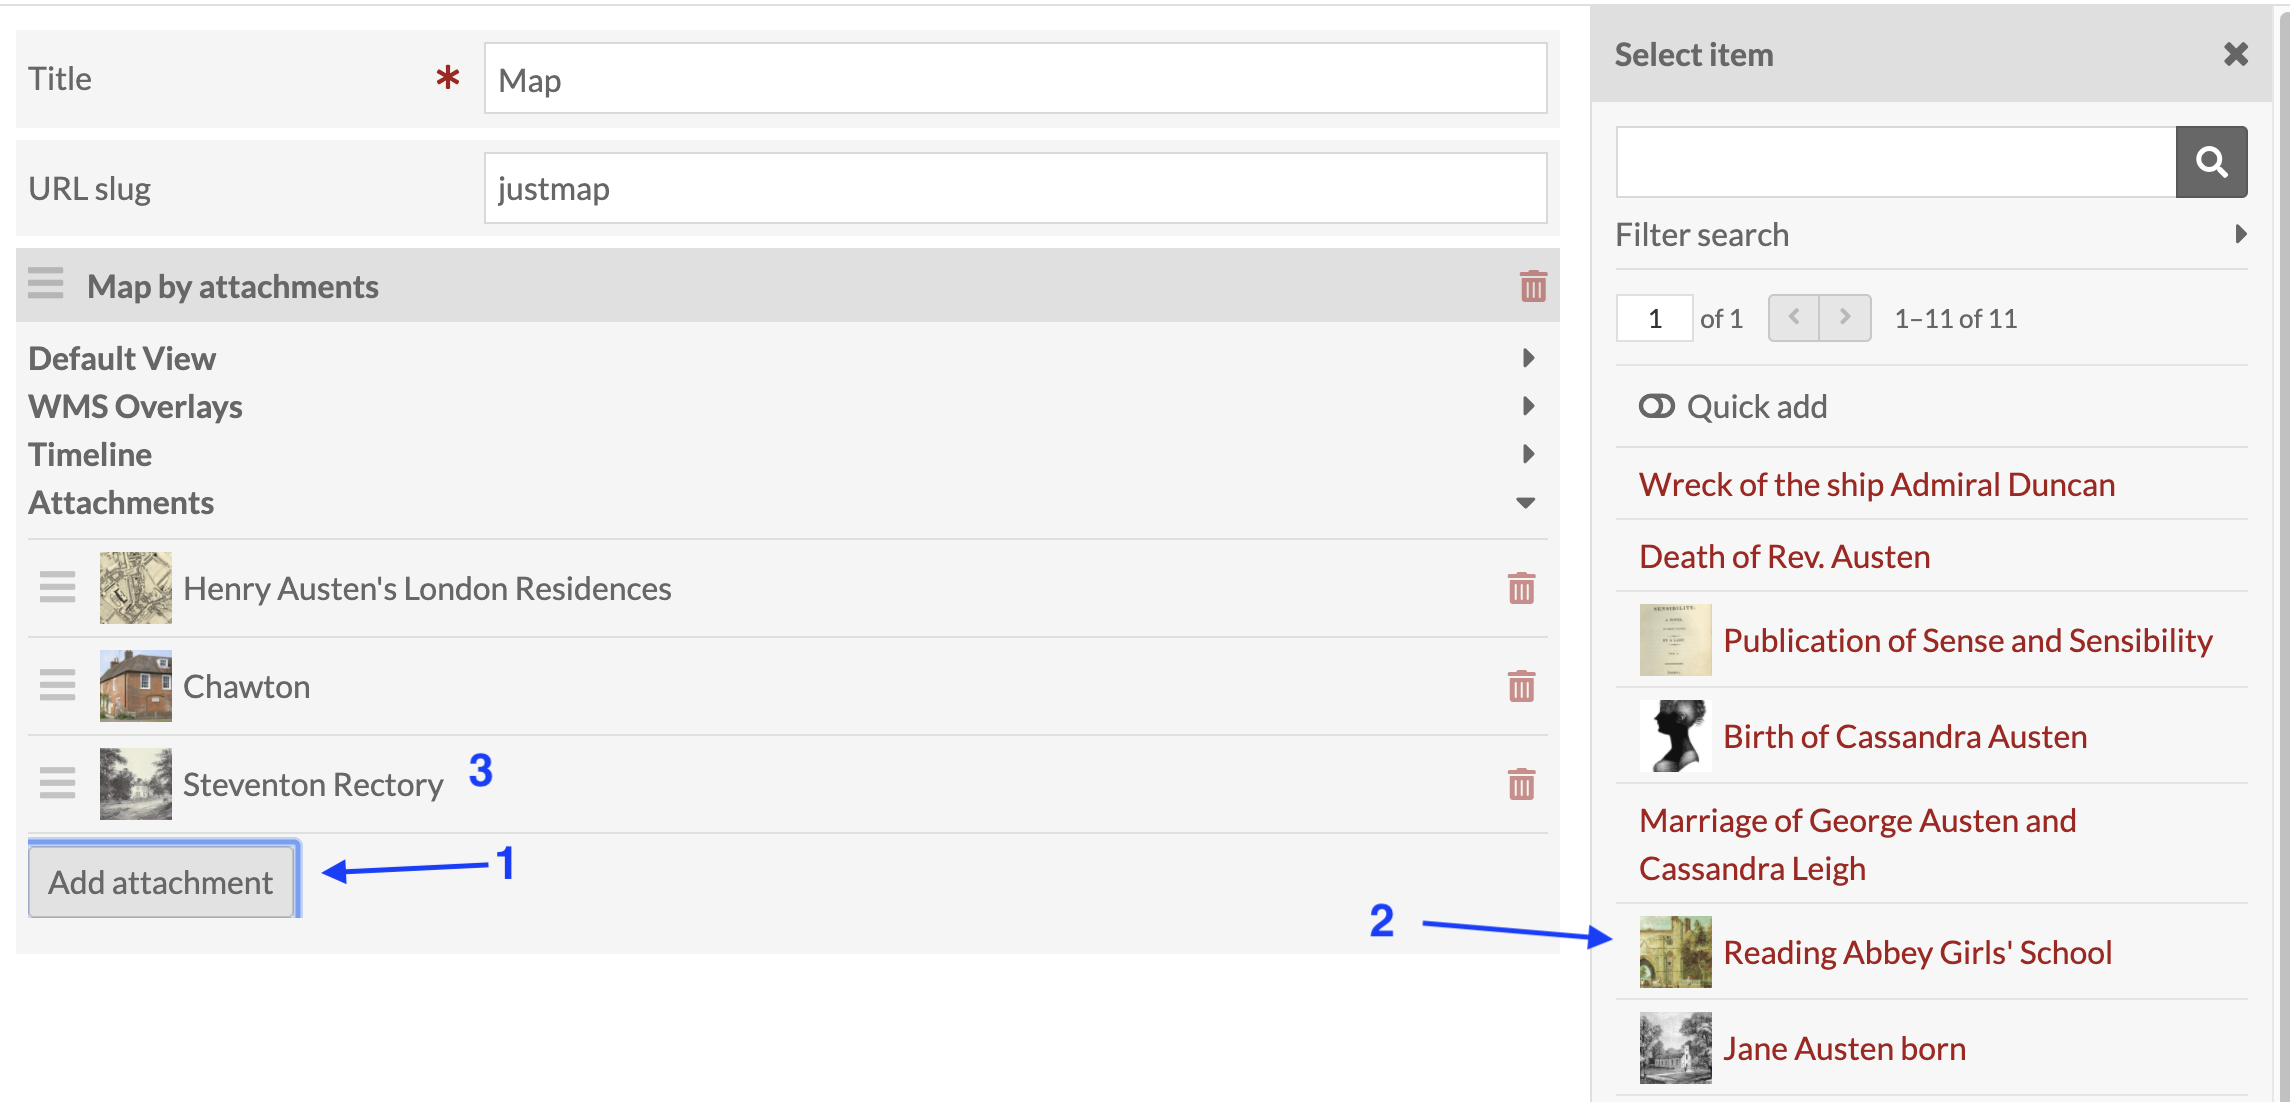 Title * Map
URL slug justmap
Map by attachments
Default View
WMS Overlays
Timeline
Attachments
Henry Austen's London Residences
Chawton
Steventon Rectory 3
Add attachment 1
Select item
Filter search
1 of 1 1–11 of 11
Quick add
Wreck of the ship Admiral Duncan
Death of Rev. Austen
SENSIBILITY:
Publication of Sense and Sensibility
Birth of Cassandra Austen
Marriage of George Austen and
Cassandra Leigh
2 Reading Abbey Girls' School
Jane Austen born